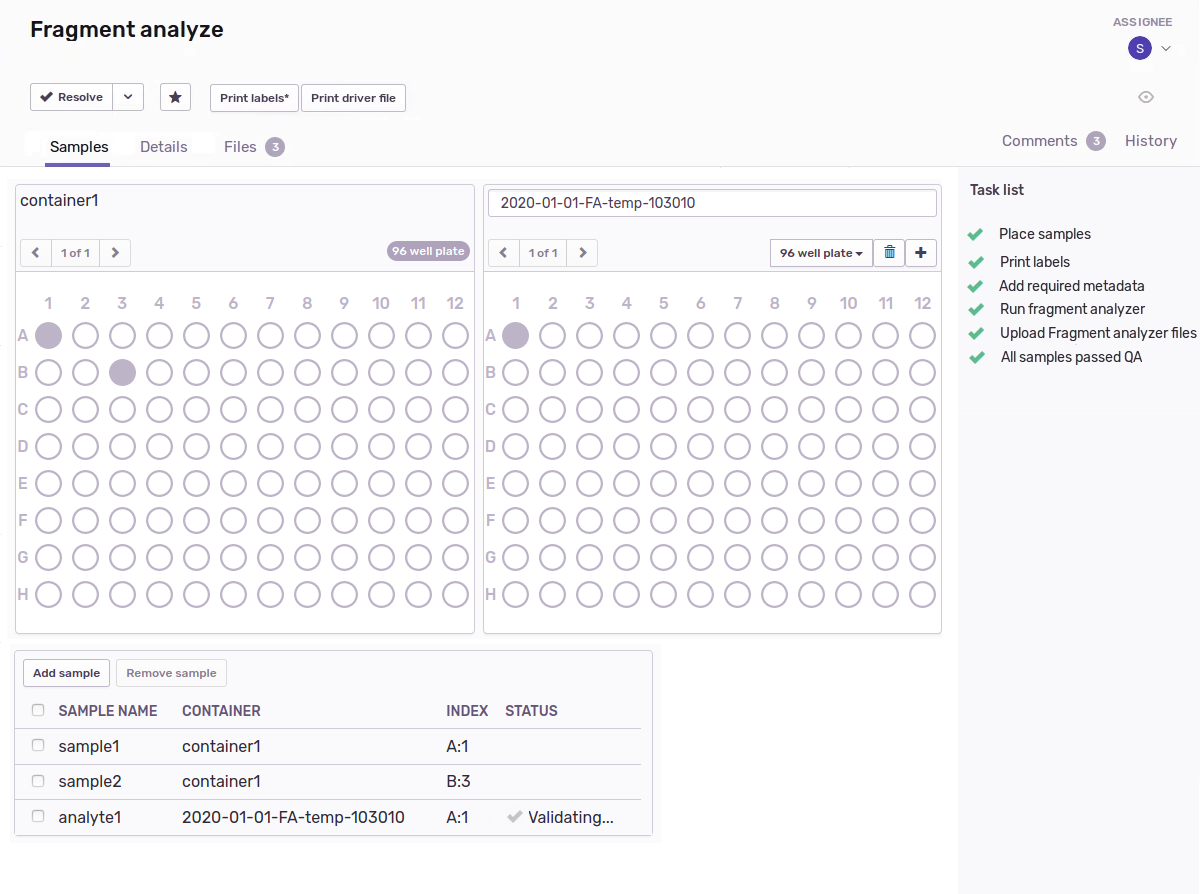 Fragment analyze
ASSIGNEE
S
Resolve
Print labels*
Print driver file
Samples
Details
Files 3
Comments 3
History
container1
1 of 1
96 well plate
1 2 3 4 5 6 7 8 9 10 11 12
A
B
C
D
E
F
G
H
2020-01-01-FA-temp-103010
1 of 1
96 well plate
1 2 3 4 5 6 7 8 9 10 11 12
A
B
C
D
E
F
G
H
Task list
Place samples
Print labels
Add required metadata
Run fragment analyzer
Upload Fragment analyzer files
All samples passed QA
Add sample
Remove sample
SAMPLE NAME CONTAINER INDEX STATUS
sample1 container1 A:1
sample2 container1 B:3
analyte1 2020-01-01-FA-temp-103010 A:1 Validating...